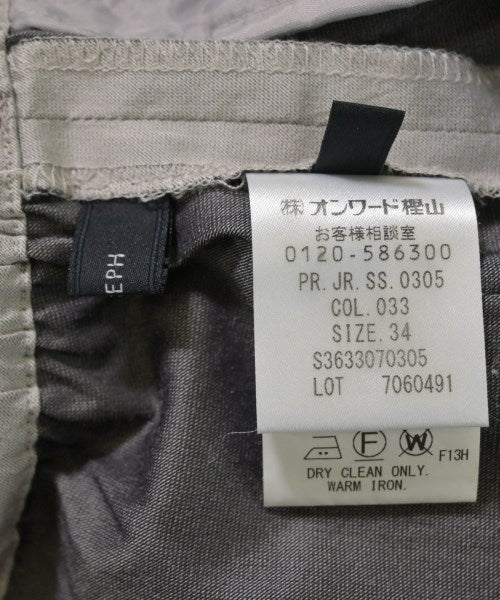 EPH
㈱オンワード樫山
お客様相談室
0120-586300
PR.JR.SS.0305
COL.033
SIZE.34
S3633070305
LOT 7060491
F W F13H
DRY CLEAN ONLY.
WARM IRON.